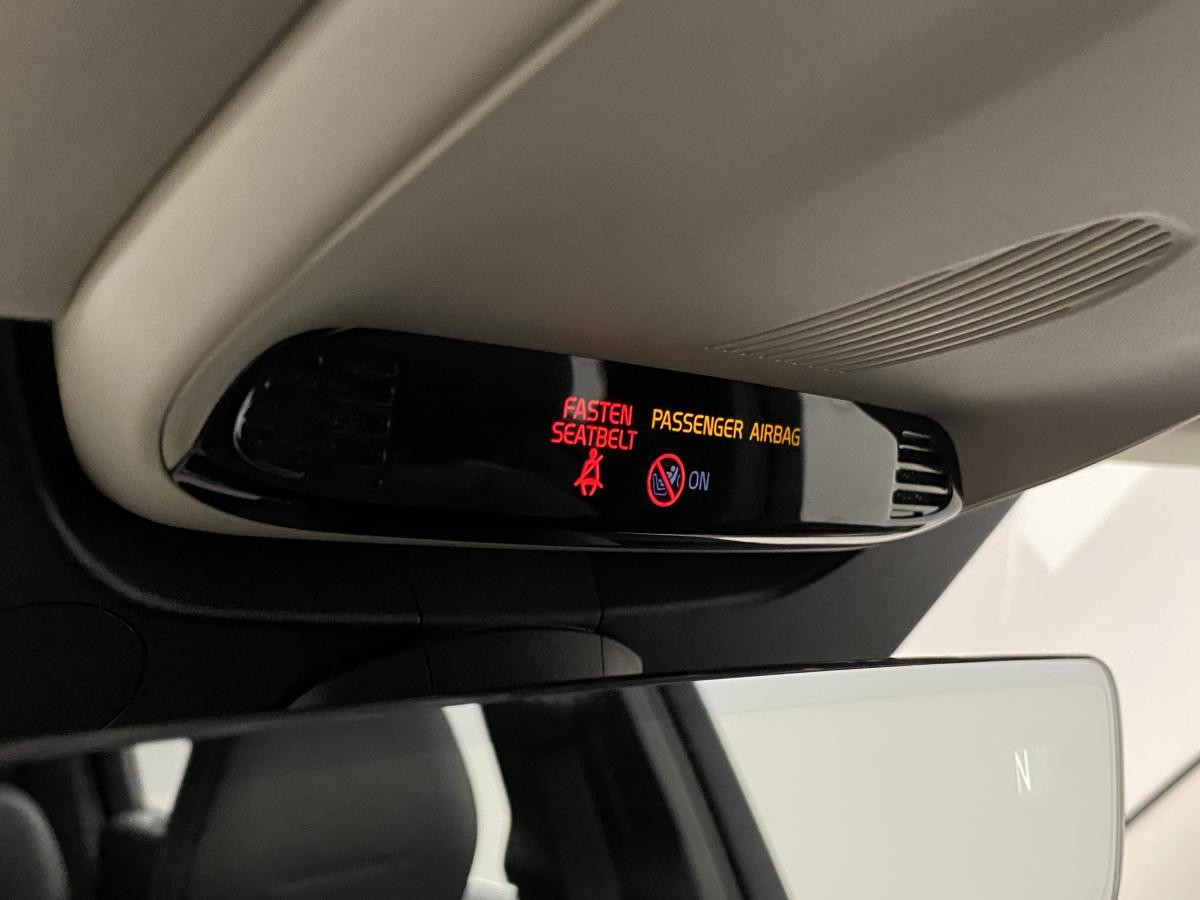 FASTEN
SEATBELT
PASSENGER AIRBAG
ON
N